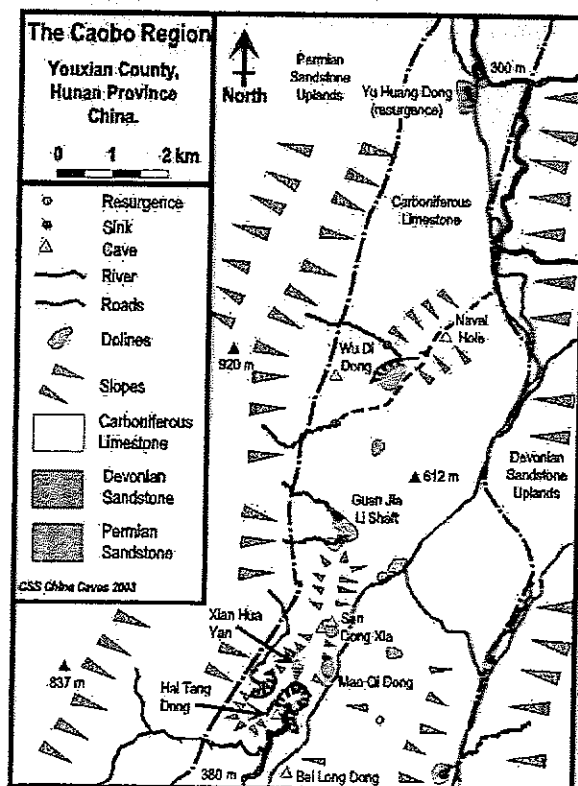 The Caobo Region
Youxian County,
Hunan Province
China.
0 1 2 km
Resurgence
Sink
Cave
River
Roads
Dolines
Slopes
Carboniferous
Limestone
Devonian
Sandstone
Permian
Sandstone
CSS China Caves 2003
North
Permian
Sandstone
Uplands
300 m
Yu Huang Dong
(resurgence)
Carboniferous
Limestone
Naval
Hole
Wu Di
Dong
920 m
612 m
Devonian
Sandstone
Uplands
Guan Jia
Li Shaft
Xian Hua
Yan
San
Dong Xia
837 m
Mao Qi Dong
Hai Tang
Dong
380 m
Bai Long Dong